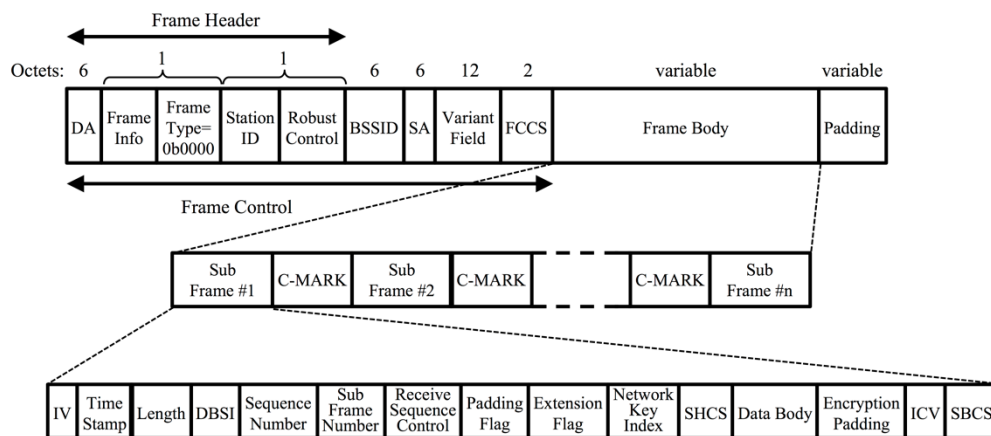 Frame Header
Octets: 6 1 1 6 6 12 2 variable variable
DA
Frame
Info
Frame
Type=
0b0000
Station
ID
Robust
Control
BSSID
SA
Variant
Field
FCCS
Frame Body
Padding
Frame Control
Sub
Frame #1
C-MARK
Sub
Frame #2
C-MARK
C-MARK
Sub
Frame #n
IV
Time
Stamp
Length
DBSI
Sequence
Number
Sub
Frame
Number
Receive
Sequence
Control
Padding
Flag
Extension
Flag
Network
Key
Index
SHCS
Data Body
Encryption
Padding
ICV
SBCS